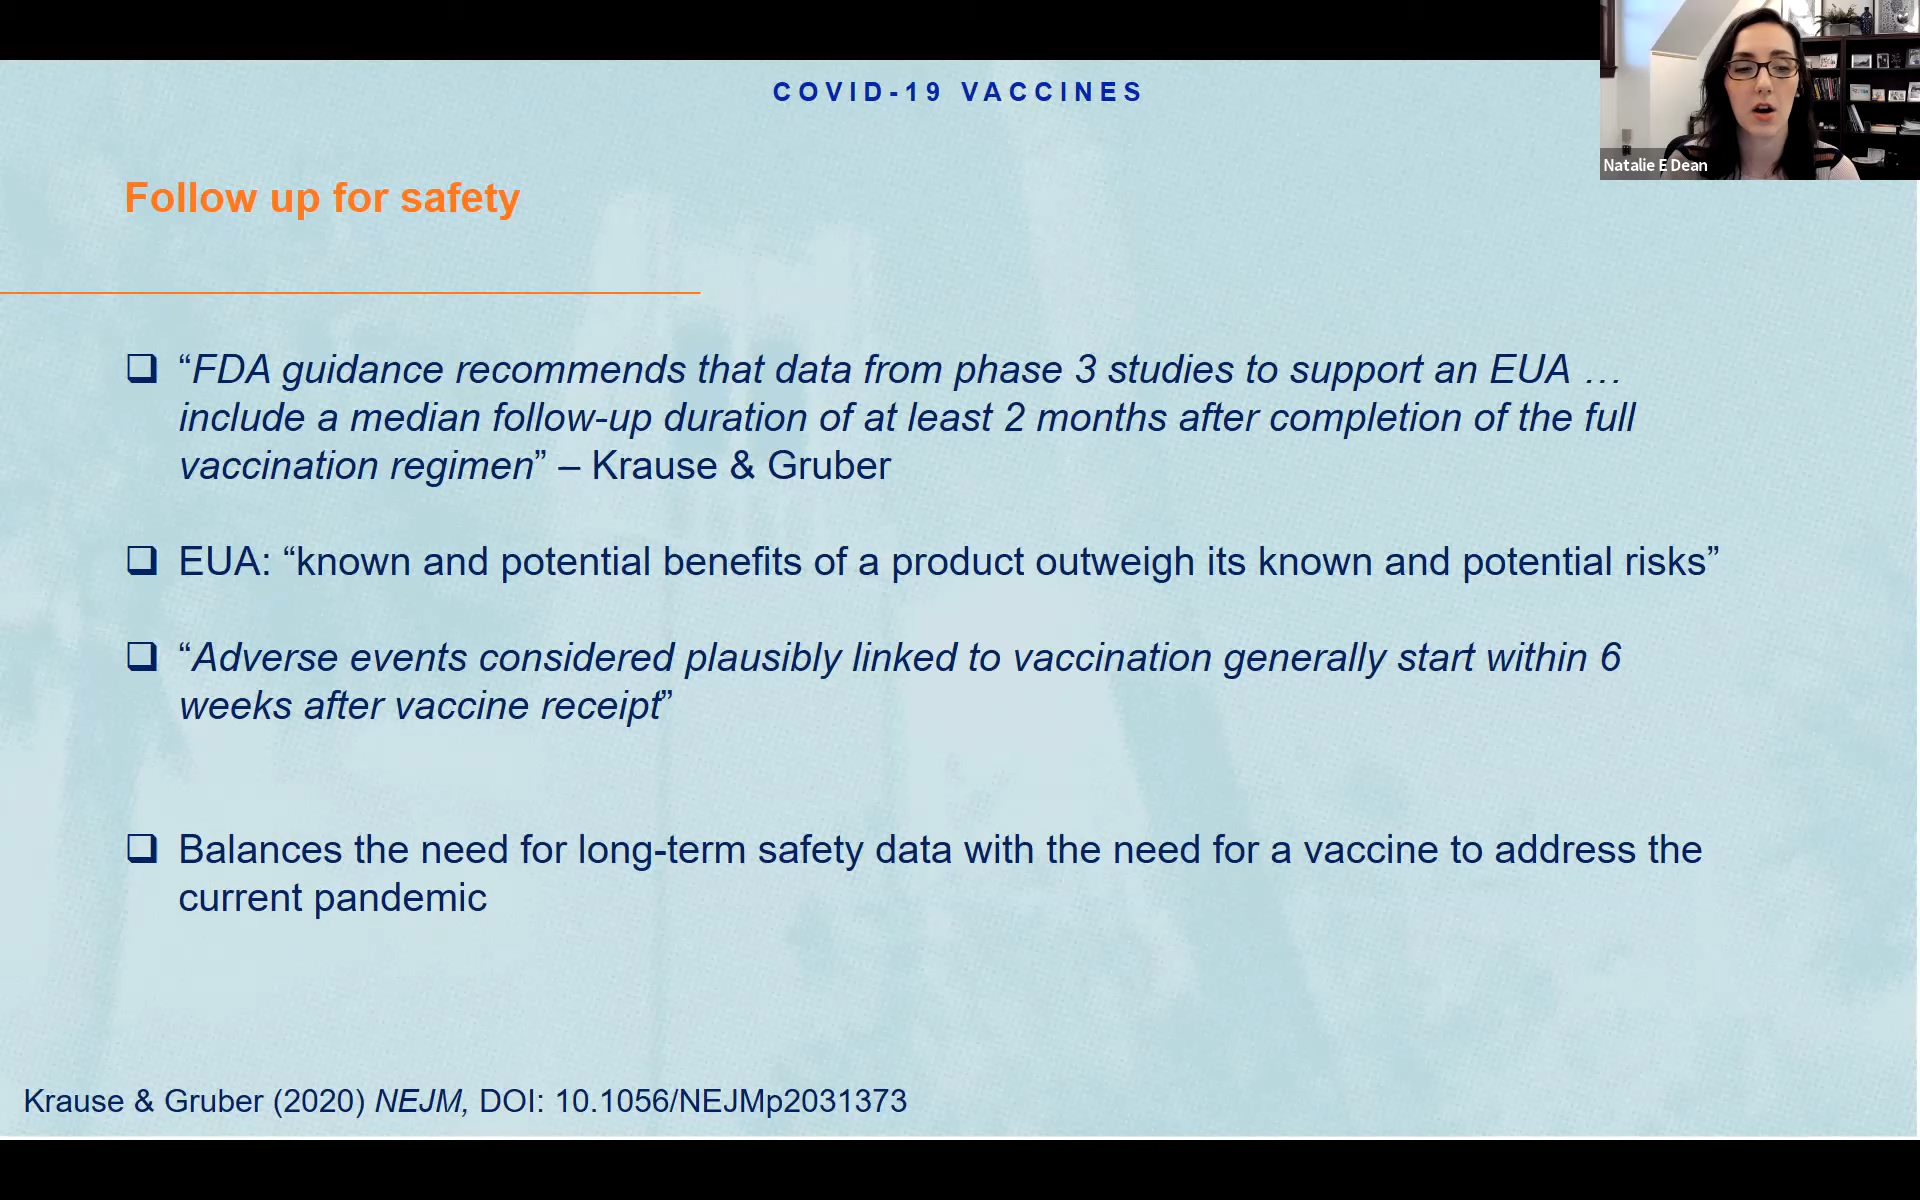 COVID-19 VACCINES
Natalie E Dean
Follow up for safety
❑ “FDA guidance recommends that data from phase 3 studies to support an EUA …
include a median follow-up duration of at least 2 months after completion of the full
vaccination regimen” – Krause & Gruber
❑ EUA: “known and potential benefits of a product outweigh its known and potential risks”
❑ “Adverse events considered plausibly linked to vaccination generally start within 6
weeks after vaccine receipt”
❑ Balances the need for long-term safety data with the need for a vaccine to address the
current pandemic
Krause & Gruber (2020) NEJM, DOI: 10.1056/NEJMp2031373